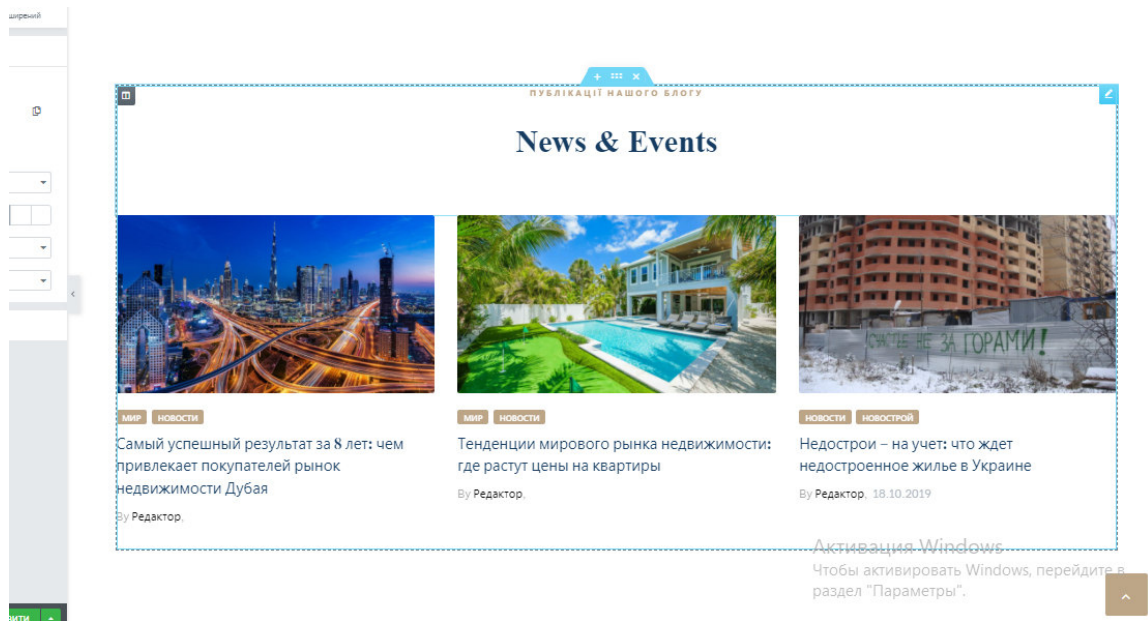 ширений
ПУБЛІКАЦІЇ НАШОГО БЛОГУ
News & Events
СЧАСТЬЕ НЕ ЗА ГОРАМИ!
МИР НОВОСТИ
Самый успешный результат за 8 лет: чем
привлекает покупателей рынок
недвижимости Дубая
By Редактор,
МИР НОВОСТИ
Тенденции мирового рынка недвижимости:
где растут цены на квартиры
By Редактор,
НОВОСТИ НОВОСТРОЙ
Недострои – на учет: что ждет
недостроенное жилье в Украине
By Редактор, 18.10.2019
Активация Windows
Чтобы активировать Windows, перейдите в
раздел "Параметры".